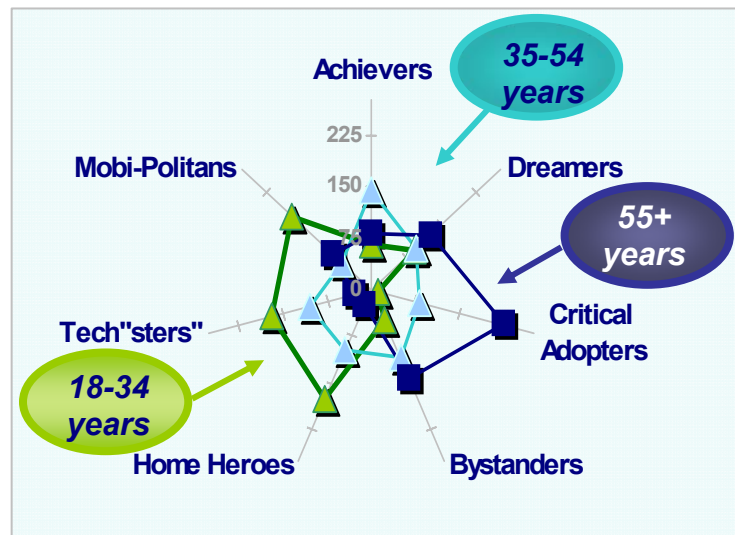 35-54
years
Achievers
225
Mobi-Politans
150
Dreamers
55+
years
75
0
Tech"sters"
Critical
Adopters
18-34
years
Home Heroes
Bystanders